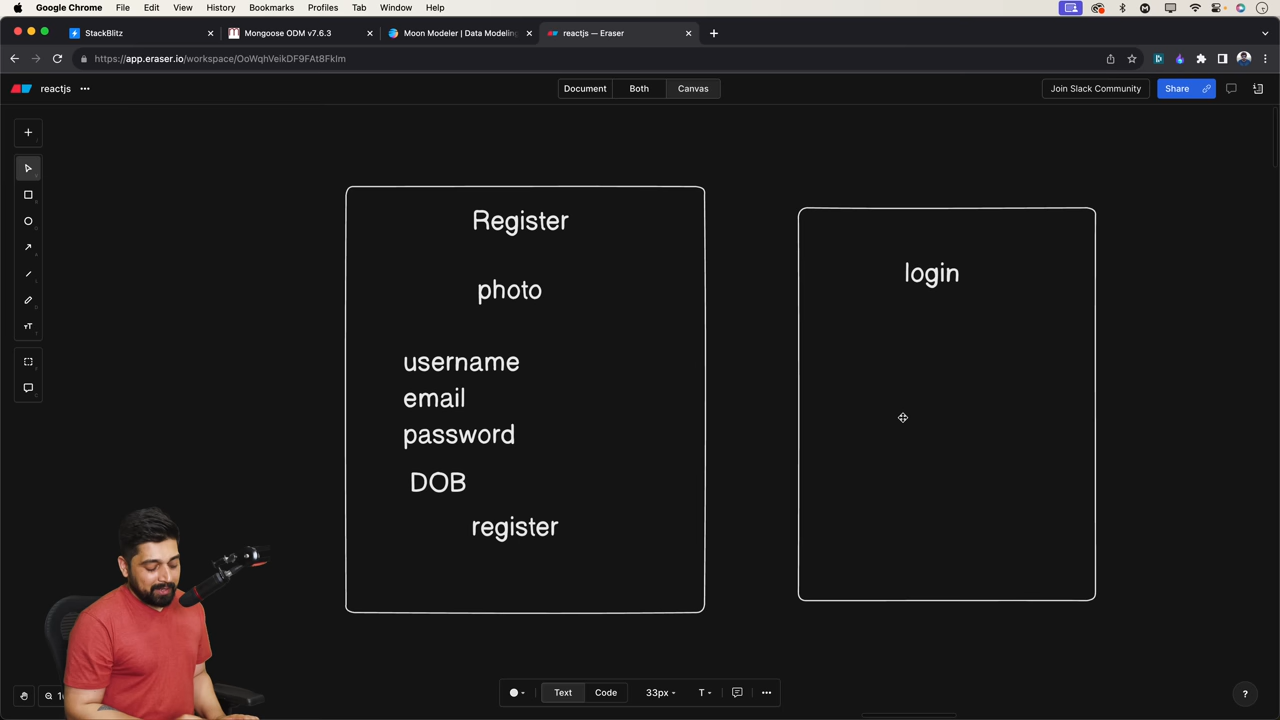 Google Chrome File Edit View History Bookmarks Profiles Tab Window Help
StackBlitz
Mongoose ODM v7.6.3
Moon Modeler | Data Modeling
reactjs — Eraser
https://app.eraser.io/workspace/OoWqhVeikDF9FAt8FkIm
reactjs
Document Both Canvas
Join Slack Community
Share
Register
photo
username
email
password
DOB
register
login
Text Code 33px T
?